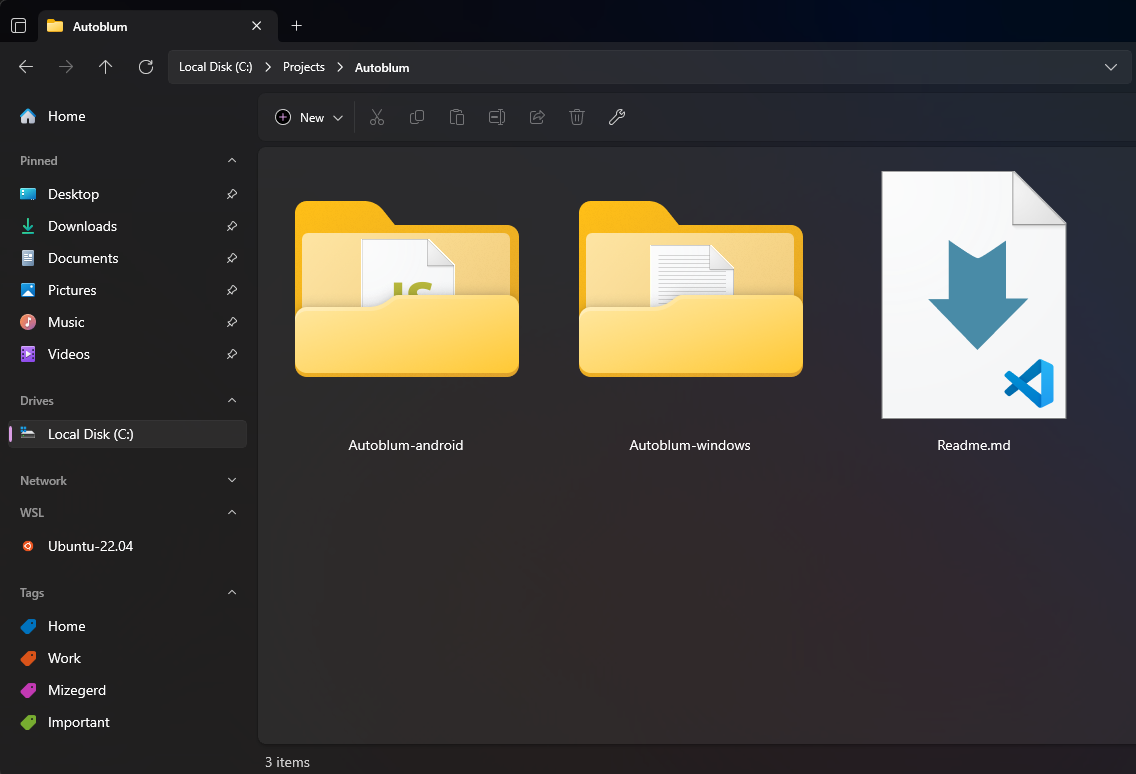 Autoblum
Local Disk (C:) > Projects > Autoblum
Home
New
Pinned
Desktop
Downloads
Documents
Pictures
Music
Videos
Drives
Local Disk (C:)
Network
WSL
Ubuntu-22.04
Tags
Home
Work
Mizegerd
Important
JS
Autoblum-android
Autoblum-windows
Readme.md
3 items